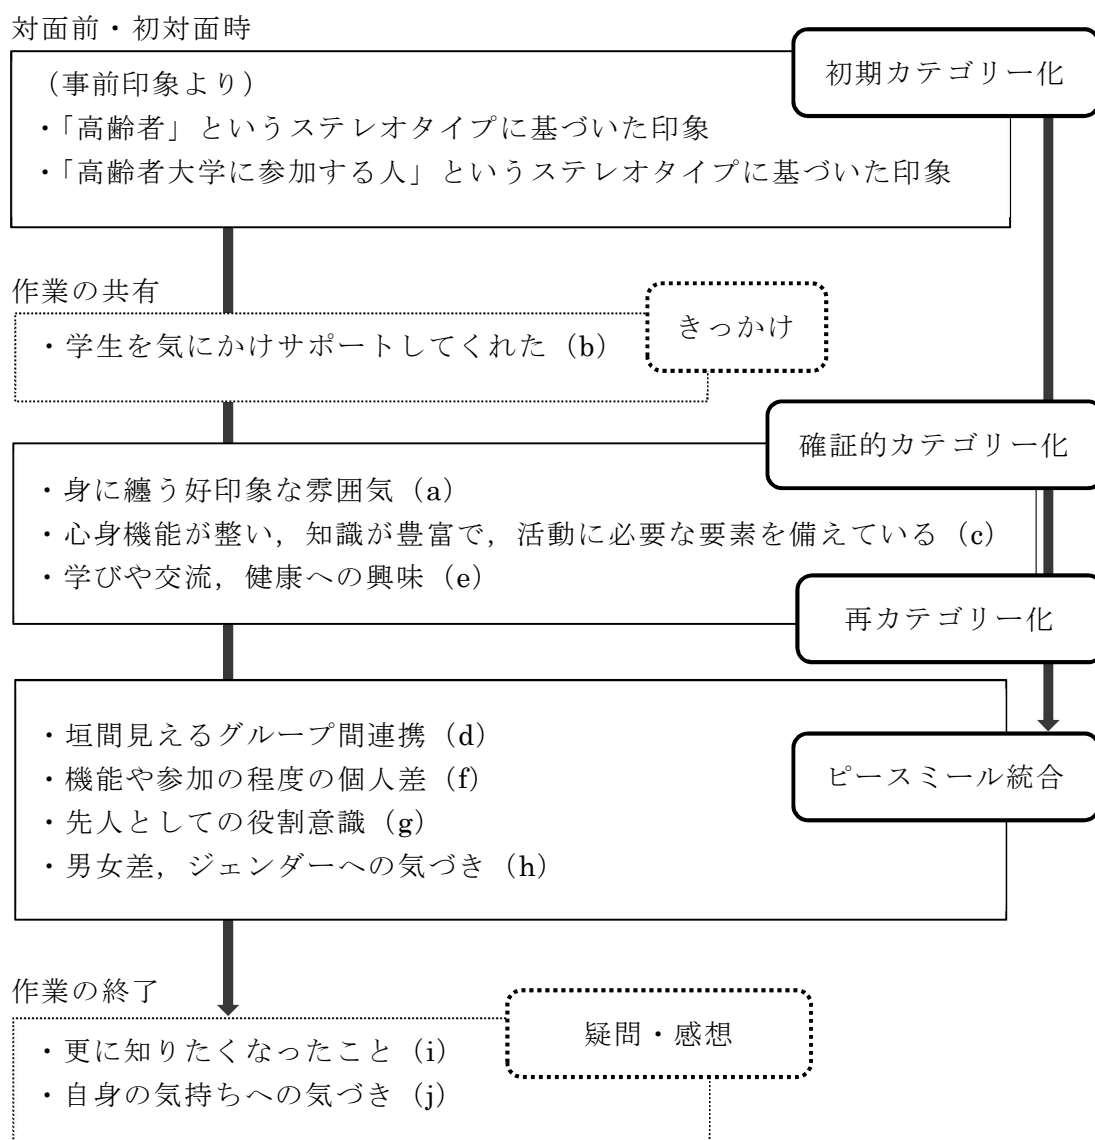 対面前・初対面時
初期カテゴリー化
（事前印象より）
・「高齢者」というステレオタイプに基づいた印象
・「高齢者大学に参加する人」というステレオタイプに基づいた印象
作業の共有
きっかけ
・学生を気にかけサポートしてくれた（b）
確証的カテゴリー化
・身に纏う好印象な雰囲気（a）
・心身機能が整い，知識が豊富で，活動に必要な要素を備えている（c）
・学びや交流，健康への興味（e）
再カテゴリー化
・垣間見えるグループ間連携（d）
・機能や参加の程度の個人差（f）
・先人としての役割意識（g）
・男女差，ジェンダーへの気づき（h）
ピースミール統合
作業の終了
疑問・感想
・更に知りたくなったこと（i）
・自身の気持ちへの気づき（j）